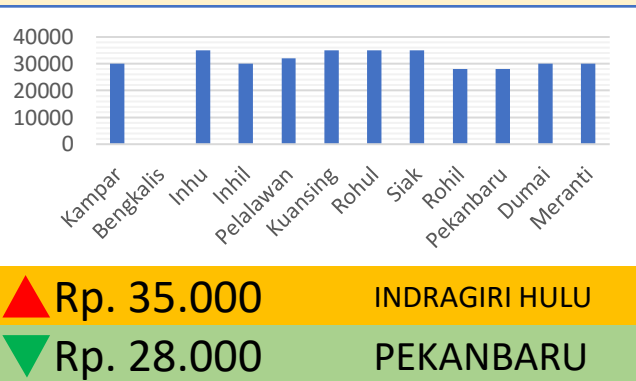 40000
30000
20000
10000
0
Kampar
Bengkalis
Inhu
Inhil
Pelalawan
Kuansing
Rohul
Siak
Rohil
Pekanbaru
Dumai
Meranti
Rp. 35.000 INDRAGIRI HULU
Rp. 28.000 PEKANBARU